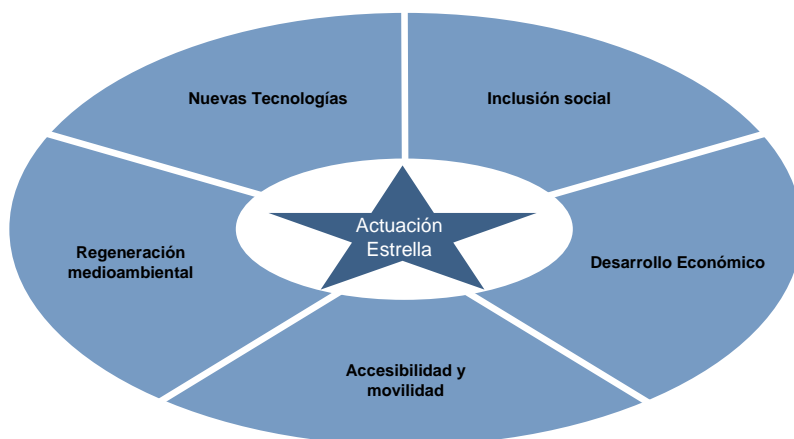 Nuevas Tecnologías
Inclusión social
Actuación
Estrella
Regeneración
medioambiental
Desarrollo Económico
Accesibilidad y
movilidad